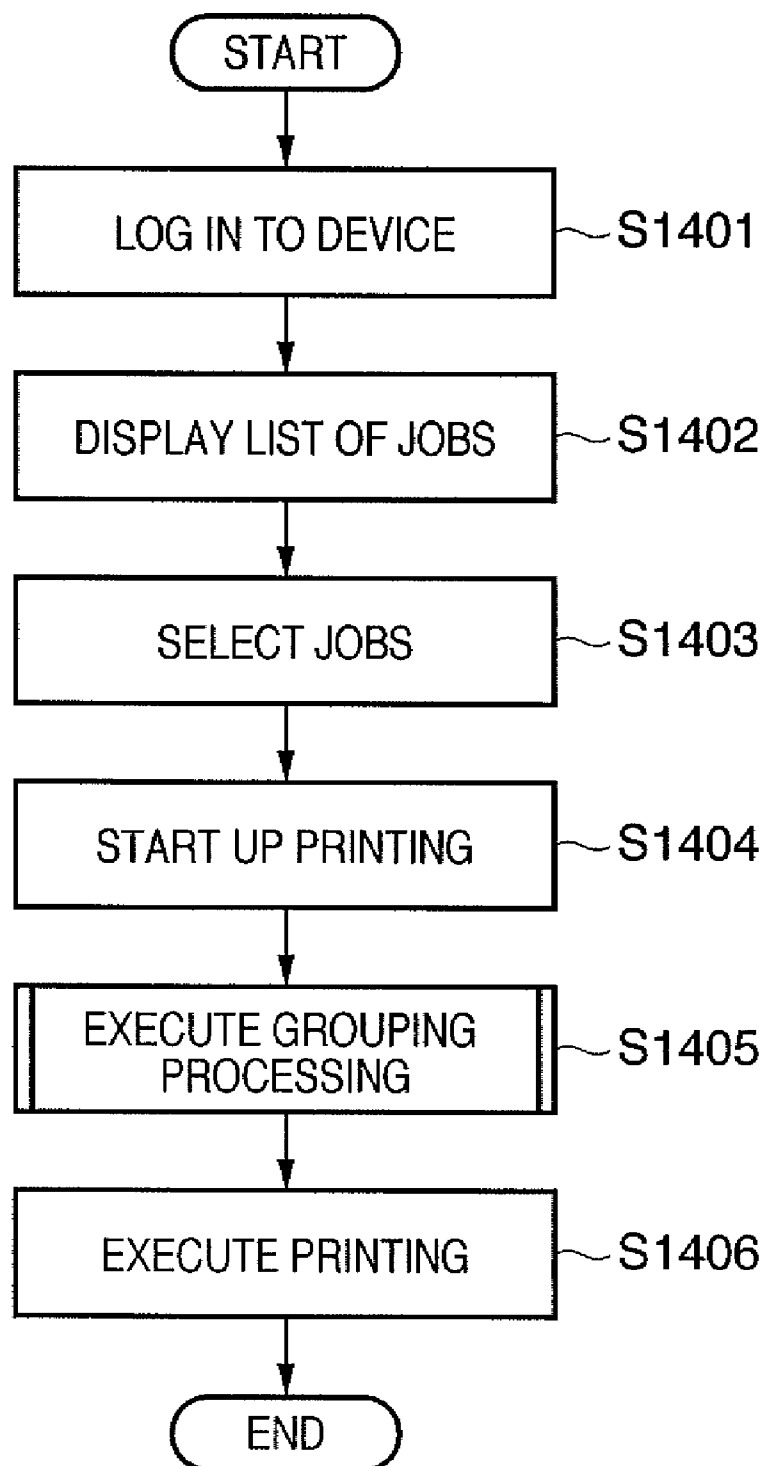 START
LOG IN TO DEVICE
S1401
DISPLAY LIST OF JOBS
S1402
SELECT JOBS
S1403
START UP PRINTING
S1404
EXECUTE GROUPING
PROCESSING
S1405
EXECUTE PRINTING
S1406
END